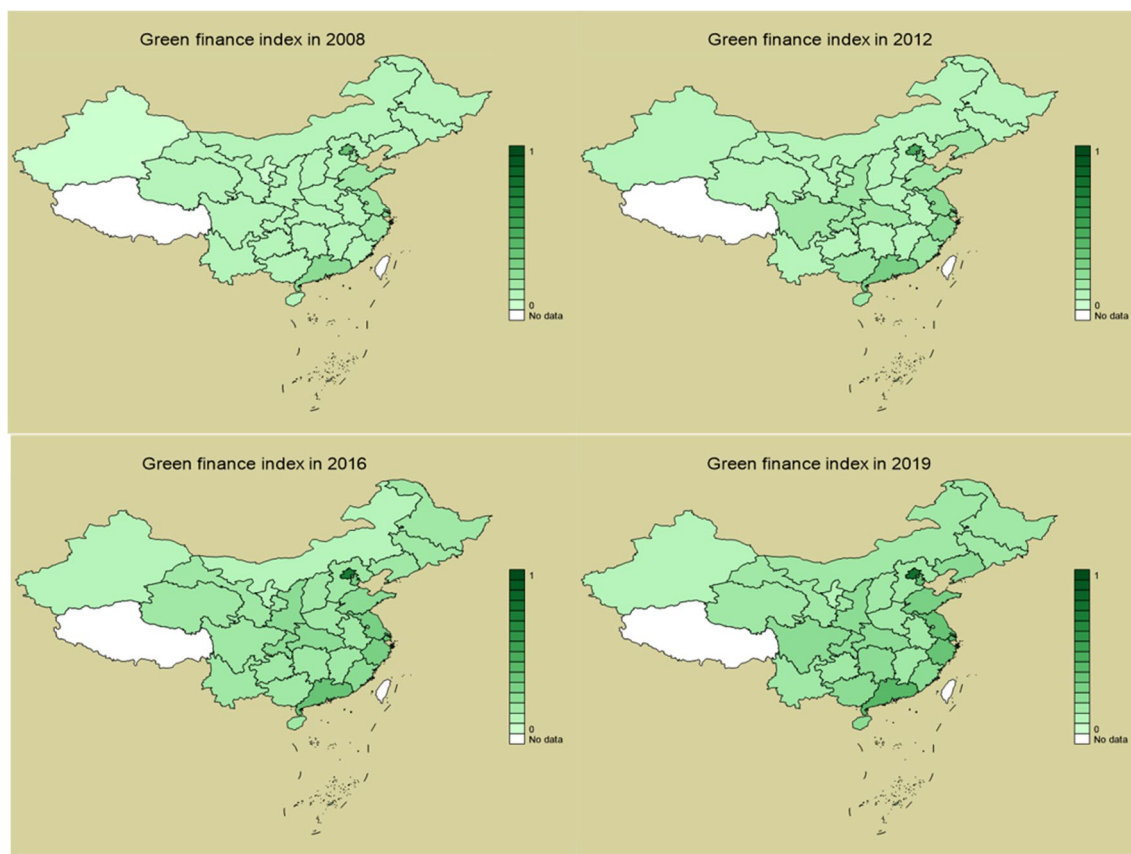 Green finance index in 2008
1
0
No data
Green finance index in 2012
1
0
No data
Green finance index in 2016
1
0
No data
Green finance index in 2019
1
0
No data